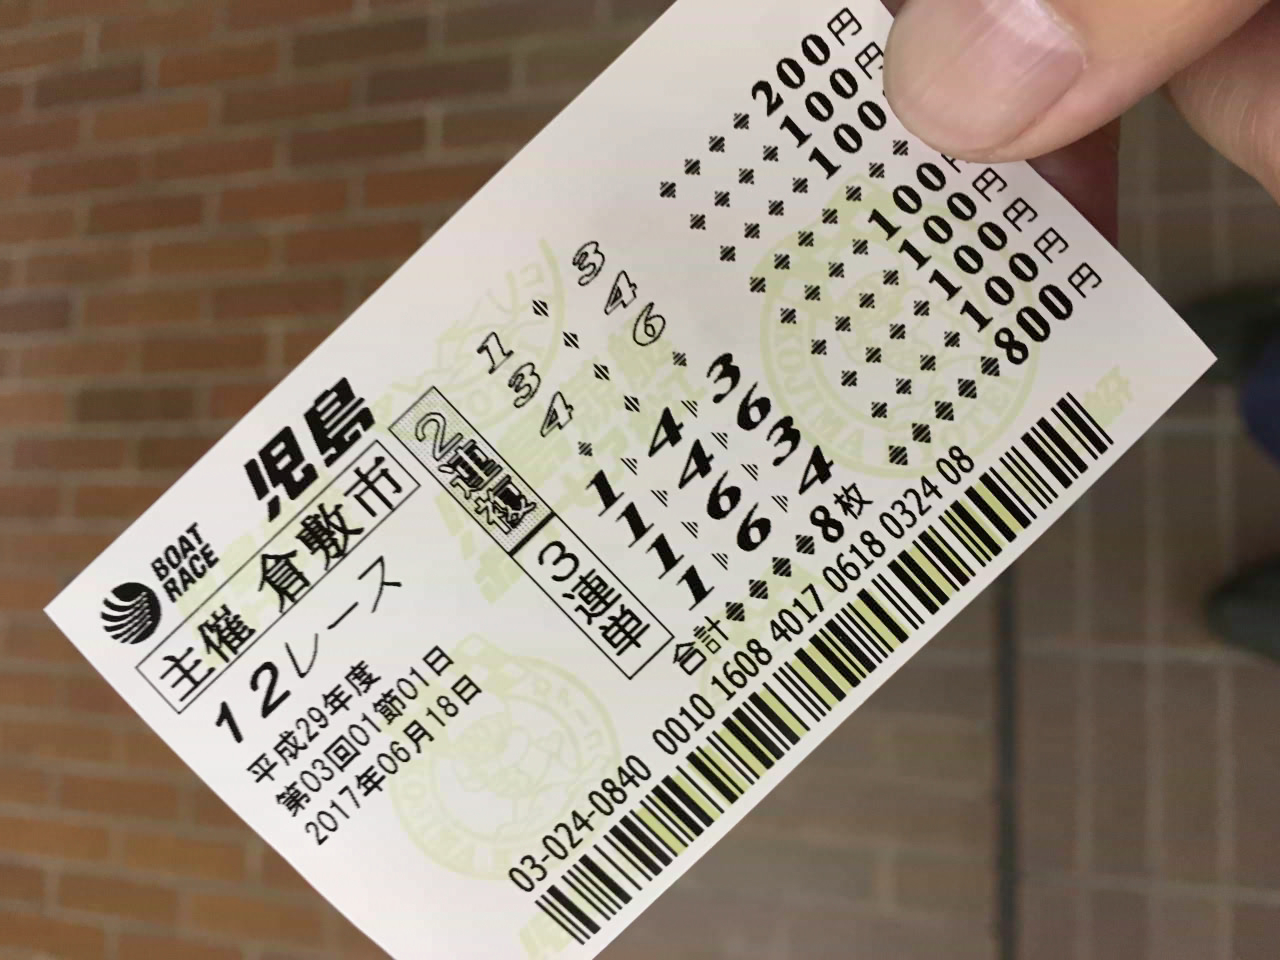 BOAT
RACE
児島
主催 倉敷市
12レース
平成29年度
第03回01節01日
2017年06月18日
2連複
1 3 200円
3 4 100円
4 6 100
3連単
1 4 3 100円
1 4 6 100円
1 6 3 100円
1 6 4 100円
合計 8枚 800円
03-024-0840 0010 1608 4017 0618 0324 08